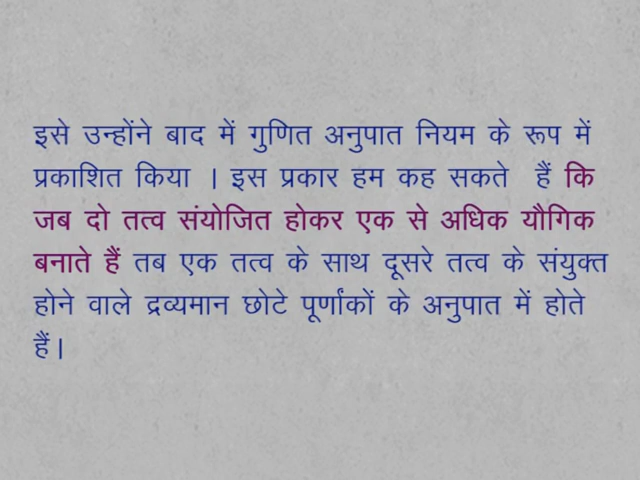 इसे उन्होंने बाद में गुणित अनुपात नियम के रूप में
प्रकाशित किया । इस प्रकार हम कह सकते हैं कि
जब दो तत्व संयोजित होकर एक से अधिक यौगिक
बनाते हैं तब एक तत्व के साथ दूसरे तत्व के संयुक्त
होने वाले द्रव्यमान छोटे पूर्णांकों के अनुपात में होते
हैं।